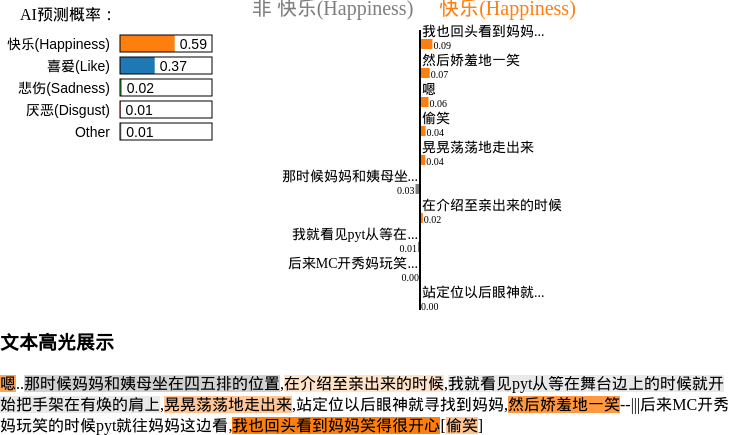 AI预测概率：
快乐(Happiness) 0.59
喜爱(Like) 0.37
悲伤(Sadness) 0.02
厌恶(Disgust) 0.01
Other 0.01
非 快乐(Happiness) 快乐(Happiness)
我也回头看到妈妈...
0.09
然后娇羞地一笑
0.07
嗯
0.06
偷笑
0.04
晃晃荡荡地走出来
0.04
那时候妈妈和姨母坐...
0.03
在介绍至亲出来的时候
0.02
我就看见pyt从等在...
0.01
后来MC开秀妈玩笑...
0.00
站定位以后眼神就...
0.00
文本高光展示
嗯..那时候妈妈和姨母坐在四五排的位置,在介绍至亲出来的时候,我就看见pyt从等在舞台边上的时候就开
始把手架在有焕的肩上,晃晃荡荡地走出来,站定位以后眼神就寻找到妈妈,然后娇羞地一笑--|||后来MC开秀
妈玩笑的时候pyt就往妈妈这边看,我也回头看到妈妈笑得很开心[偷笑]